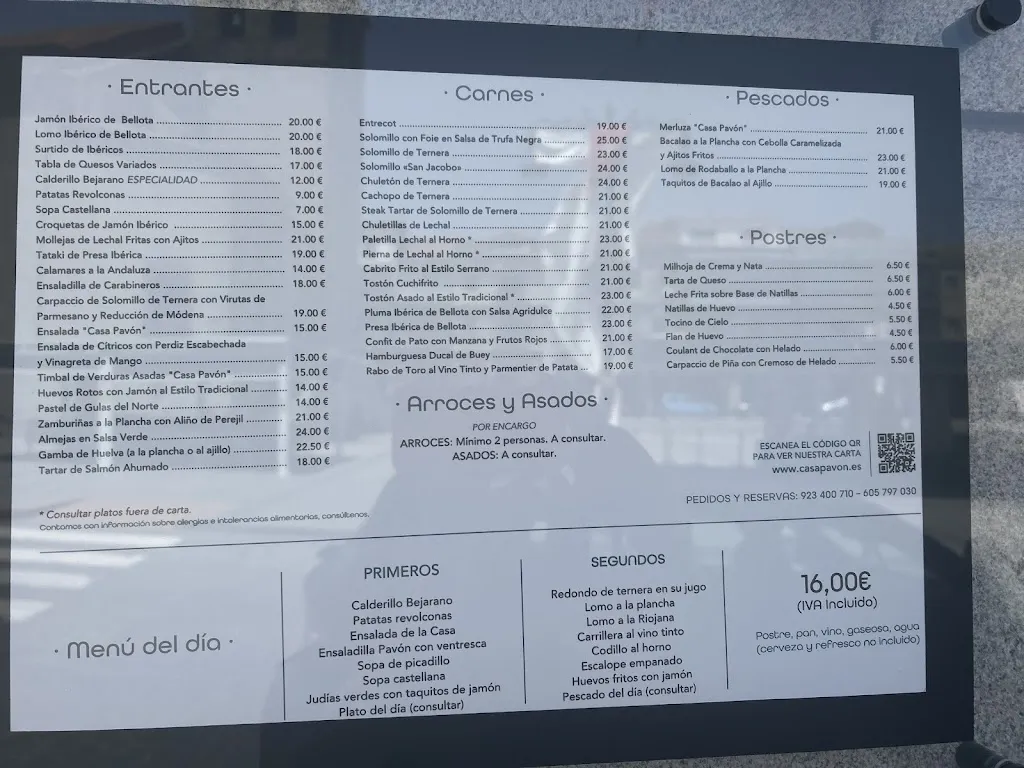 · Entrantes ·
Jamón Ibérico de Bellota 20.00 €
Lomo Ibérico de Bellota 20.00 €
Surtido de Ibéricos 18.00 €
Tabla de Quesos Variados 17.00 €
Calderillo Bejarano ESPECIALIDAD 12.00 €
Patatas Revolconas 9.00 €
Sopa Castellana 7.00 €
Croquetas de Jamón Ibérico 15.00 €
Mollejas de Lechal Fritas con Ajitos 21.00 €
Tataki de Presa Ibérica 19.00 €
Calamares a la Andaluza 14.00 €
Ensaladilla de Carabineros 18.00 €
Carpaccio de Solomillo de Ternera con Virutas de
Parmesano y Reducción de Módena 19.00 €
Ensalada "Casa Pavón" 15.00 €
Ensalada de Cítricos con Perdiz Escabechada
y Vinagreta de Mango 15.00 €
Timbal de Verduras Asadas "Casa Pavón" 15.00 €
Huevos Rotos con Jamón al Estilo Tradicional 14.00 €
Pastel de Gulas del Norte 14.00 €
Zamburiñas a la Plancha con Aliño de Perejil 21.00 €
Almejas en Salsa Verde 24.00 €
Gamba de Huelva (a la plancha o al ajillo) 22.50 €
Tartar de Salmón Ahumado 18.00 €
* Consultar platos fuera de carta.
Contamos con información sobre alergias e intolerancias alimentarias, consúltenos.
· Carnes ·
Entrecot 19.00 €
Solomillo con Foie en Salsa de Trufa Negra 25.00 €
Solomillo de Ternera 23.00 €
Solomillo «San Jacobo» 24.00 €
Chuletón de Ternera 24.00 €
Cachopo de Ternera 21.00 €
Steak Tartar de Solomillo de Ternera 21.00 €
Chuletillas de Lechal 21.00 €
Paletilla Lechal al Horno * 23.00 €
Pierna de Lechal al Horno * 21.00 €
Cabrito Frito al Estilo Serrano 21.00 €
Tostón Cuchifrito 21.00 €
Tostón Asado al Estilo Tradicional * 23.00 €
Pluma Ibérica de Bellota con Salsa Agridulce 22.00 €
Presa Ibérica de Bellota 23.00 €
Confit de Pato con Manzana y Frutos Rojos 21.00 €
Hamburguesa Ducal de Buey 17.00 €
Rabo de Toro al Vino Tinto y Parmentier de Patata 19.00 €
· Arroces y Asados ·
POR ENCARGO
ARROCES: Mínimo 2 personas. A consultar.
ASADOS: A consultar.
· Pescados ·
Merluza "Casa Pavón" 21.00 €
Bacalao a la Plancha con Cebolla Caramelizada
y Ajitos Fritos 23.00 €
Lomo de Rodaballo a la Plancha 21.00 €
Taquitos de Bacalao al Ajillo 19.00 €
· Postres ·
Milhoja de Crema y Nata 6.50 €
Tarta de Queso 6.50 €
Leche Frita sobre Base de Natillas 6.00 €
Natillas de Huevo 4.50 €
Tocino de Cielo 5.50 €
Flan de Huevo 4.50 €
Coulant de Chocolate con Helado 6.00 €
Carpaccio de Piña con Cremoso de Helado 5.50 €
ESCANEA EL CÓDIGO QR
PARA VER NUESTRA CARTA
www.casapavon.es
PEDIDOS Y RESERVAS: 923 400 710 - 605 797 030
· Menú del día ·
PRIMEROS
Calderillo Bejarano
Patatas revolconas
Ensalada de la Casa
Ensaladilla Pavón con ventresca
Sopa de picadillo
Sopa castellana
Judías verdes con taquitos de jamón
Plato del día (consultar)
SEGUNDOS
Redondo de ternera en su jugo
Lomo a la plancha
Lomo a la Riojana
Carrillera al vino tinto
Codillo al horno
Escalope empanado
Huevos fritos con jamón
Pescado del día (consultar)
16,00€
(IVA Incluido)
Postre, pan, vino, gaseosa, agua
(cerveza y refresco no incluido)